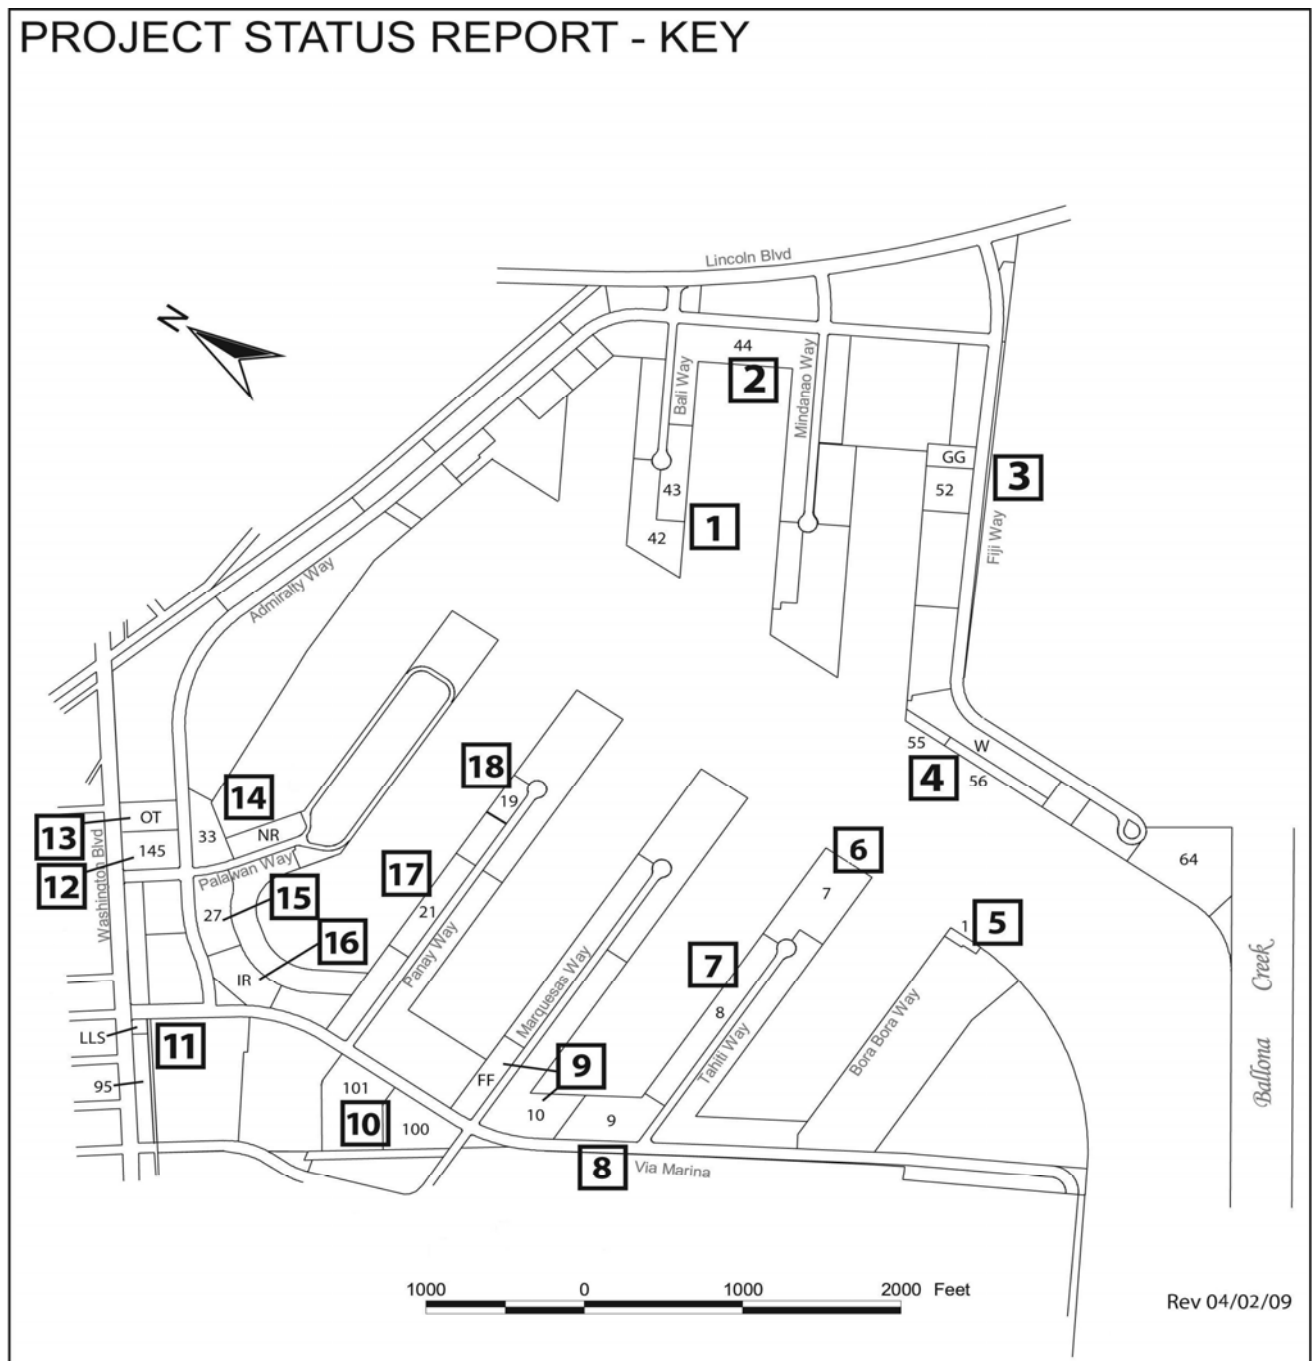 PROJECT STATUS REPORT - KEY
Lincoln Blvd
N
44
2
Bali Way
Mindanao Way
GG
3
43
52
1
42
Fiji Way
Admiralty Way
55
W
4
56
18
19
14
13
OT
33
NR
145
12
Washington Blvd
Palawan Way
6
64
7
17
15
27
21
5
1
16
Panay Way
7
IR
Marquesas Way
8
Bora Bora Way
Ballona Creek
LLS
11
Tahiti Way
9
FF
95
101
10
10
100
9
8
Via Marina
1000 0 1000 2000 Feet
Rev 04/02/09